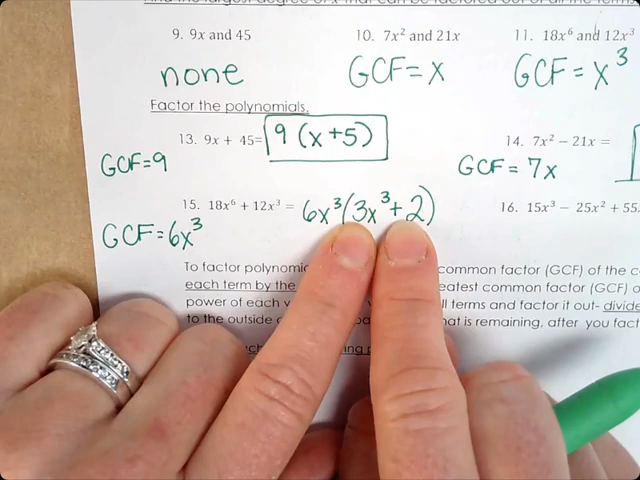 9. 9x and 45
10. 7x² and 21x
11. 18x⁶ and 12x³
none
GCF = x
GCF = x³
Factor the polynomials.
13. 9x + 45=
9 (x+5)
14. 7x² − 21x =
GCF=9
GCF = 7x
15. 18x⁶ + 12x³ =
6x³(3x³+2)
16. 15x³ − 25x² + 55
GCF=6x³
To factor polynomi common factor (GCF) of the c
each term by the eatest common factor (GCF) o
power of each v ll terms and factor it out- divide
to the outside hat is remaining, after you fact